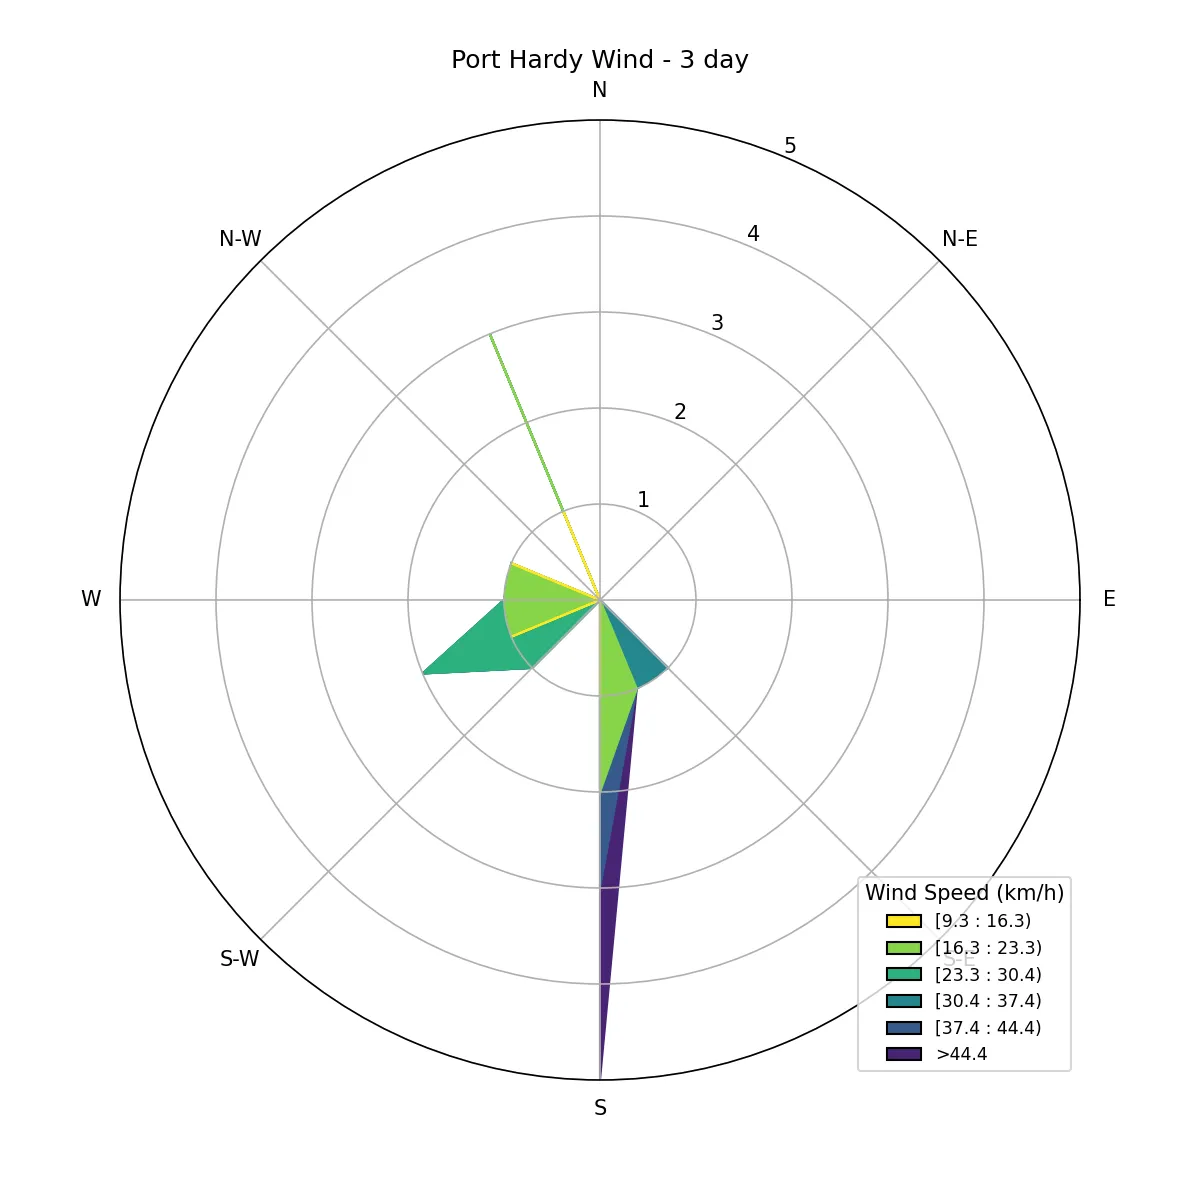 Port Hardy Wind - 3 day
N
5
N-W
N-E
4
3
2
1
W
E
Wind Speed (km/h)
[9.3 : 16.3)
[16.3 : 23.3)
S-W
S-E
[23.3 : 30.4)
[30.4 : 37.4)
[37.4 : 44.4)
>44.4
S